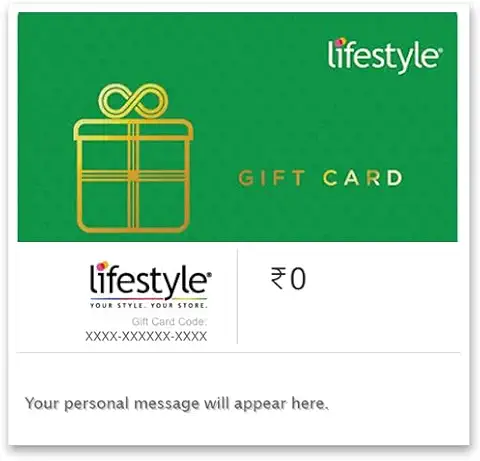 lifestyle®
GIFT CARD
lifestyle®
YOUR STYLE. YOUR STORE.
₹0
Gift Card Code:
XXXX-XXXXXX-XXXX
Your personal message will appear here.